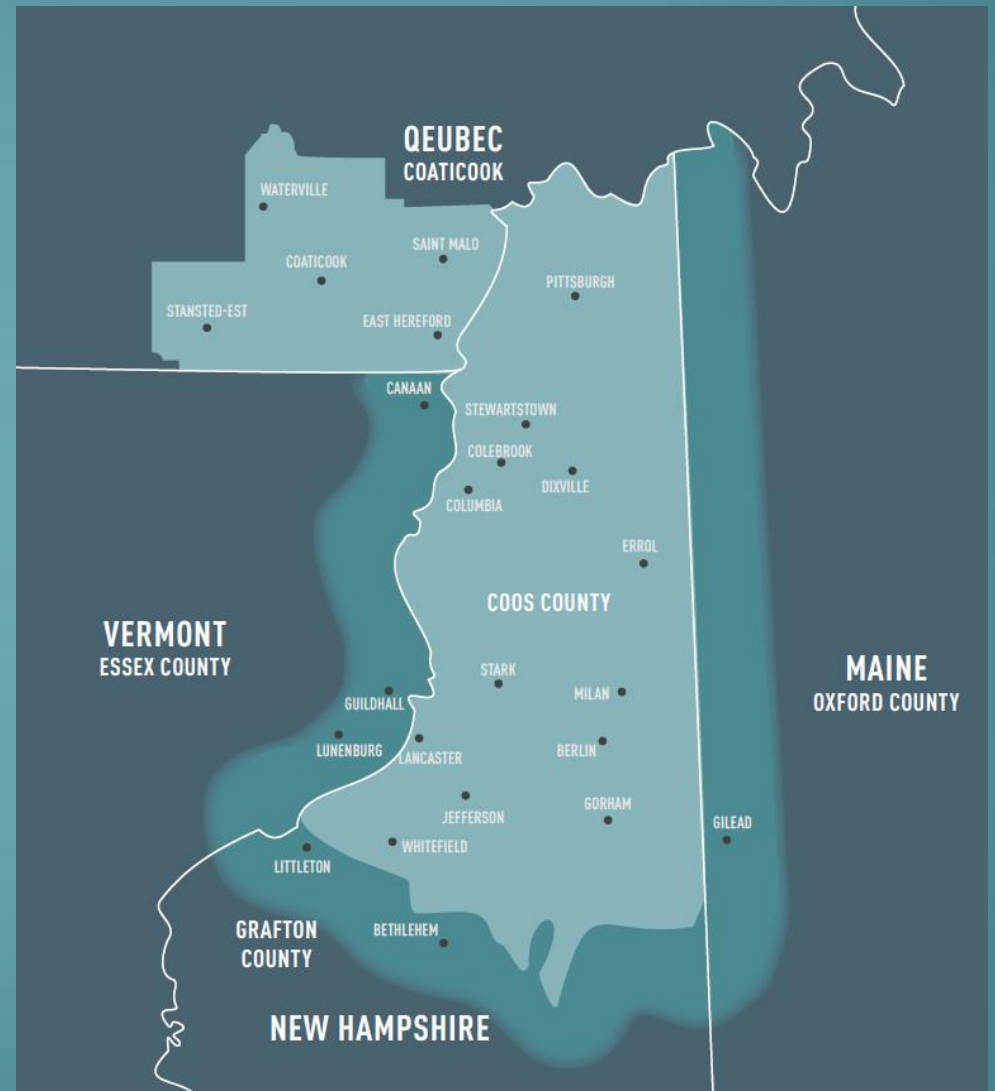 QEUBEC
COATICOOK
WATERVILLE
SAINT MALO
COATICOOK
PITTSBURGH
STANSTED-EST
EAST HEREFORD
CANAAN
STEWARTSTOWN
COLEBROOK
DIXVILLE
COLUMBIA
ERROL
COOS COUNTY
VERMONT
ESSEX COUNTY
MAINE
OXFORD COUNTY
STARK
MILAN
GUILDHALL
LUNENBURG
LANCASTER
BERLIN
JEFFERSON
GORHAM
GILEAD
WHITEFIELD
LITTLETON
GRAFTON
COUNTY
BETHLEHEM
NEW HAMPSHIRE